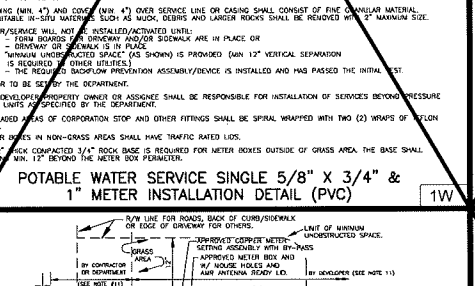 ING (MIN. 4") AND COVER (MIN. 4") OVER SERVICE LINE OR CASING SHALL CONSIST OF FINE GRANULAR MATERIAL.
SUITABLE IN-SITU MATERIALS SUCH AS MUCK, DEBRIS AND LARGER ROCKS SHALL BE REMOVED WITH 2" MAXIMUM SIZE.
R/SERVICE WILL NOT BE INSTALLED/ACTIVATED UNTIL:
- FORM BOARDS FOR DRIVEWAY AND/OR SIDEWALK ARE IN PLACE OR
- DRIVEWAY OR SIDEWALK IS IN PLACE
"MINIMUM UNOBSTRUCTED SPACE" (AS SHOWN) IS PROVIDED (MIN 12" VERTICAL SEPARATION
IS REQUIRED TO OTHER UTILITIES.)
- THE REQUIRED BACKFLOW PREVENTION ASSEMBLY/DEVICE IS INSTALLED AND HAS PASSED THE INITIAL TEST.
R TO BE SET BY THE DEPARTMENT.
DEVELOPER/PROPERTY OWNER OR ASSIGNEE SHALL BE RESPONSIBLE FOR INSTALLATION OF SERVICES BEYOND PRESSURE
UNITS AS SPECIFIED BY THE DEPARTMENT.
EADED AREAS OF CORPORATION STOP AND OTHER FITTINGS SHALL BE SPIRAL WRAPPED WITH TWO (2) WRAPS OF TEFLON
R BOXES IN NON-GRASS AREAS SHALL HAVE TRAFFIC RATED LIDS.
THICK COMPACTED 3/4" ROCK BASE IS REQUIRED FOR METER BOXES OUTSIDE OF GRASS AREA. THE BASE SHALL
MIN. 12" BEYOND THE METER BOX PERIMETER.
POTABLE WATER SERVICE SINGLE 5/8" X 3/4" &
1" METER INSTALLATION DETAIL (PVC)
1W
R/W LINE FOR ROADS, BACK OF CURB/SIDEWALK
OR EDGE OF DRIVEWAY FOR OTHERS.
LIMIT OF MINIMUM
UNOBSTRUCTED SPACE.
APPROVED COPPER METER
SETTING ASSEMBLY WITH BY-PASS
GRASS
AREA
APPROVED METER BOX AND
W/ MOUSE HOLES AND
AMR ANTENNA READY LID.
BY CONTRACTOR
OR DEPARTMENT
(SEE NOTE #11)
BY DEVELOPER (SEE NOTE 11)